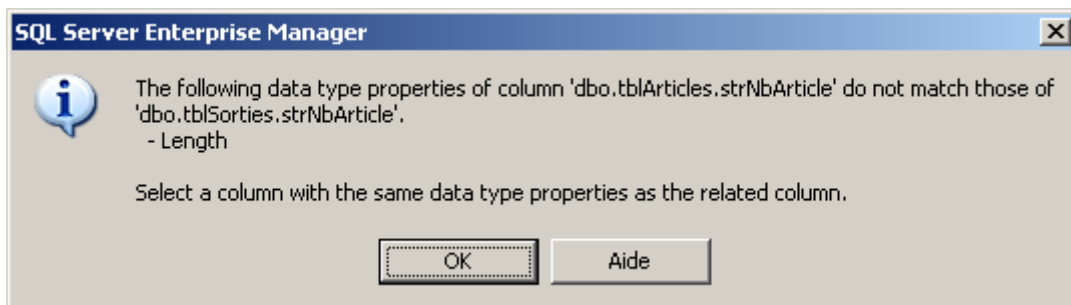 SQL Server Enterprise Manager
The following data type properties of column 'dbo.tblArticles.strNbArticle' do not match those of
'dbo.tblSorties.strNbArticle'.
- Length
Select a column with the same data type properties as the related column.
OK
Aide